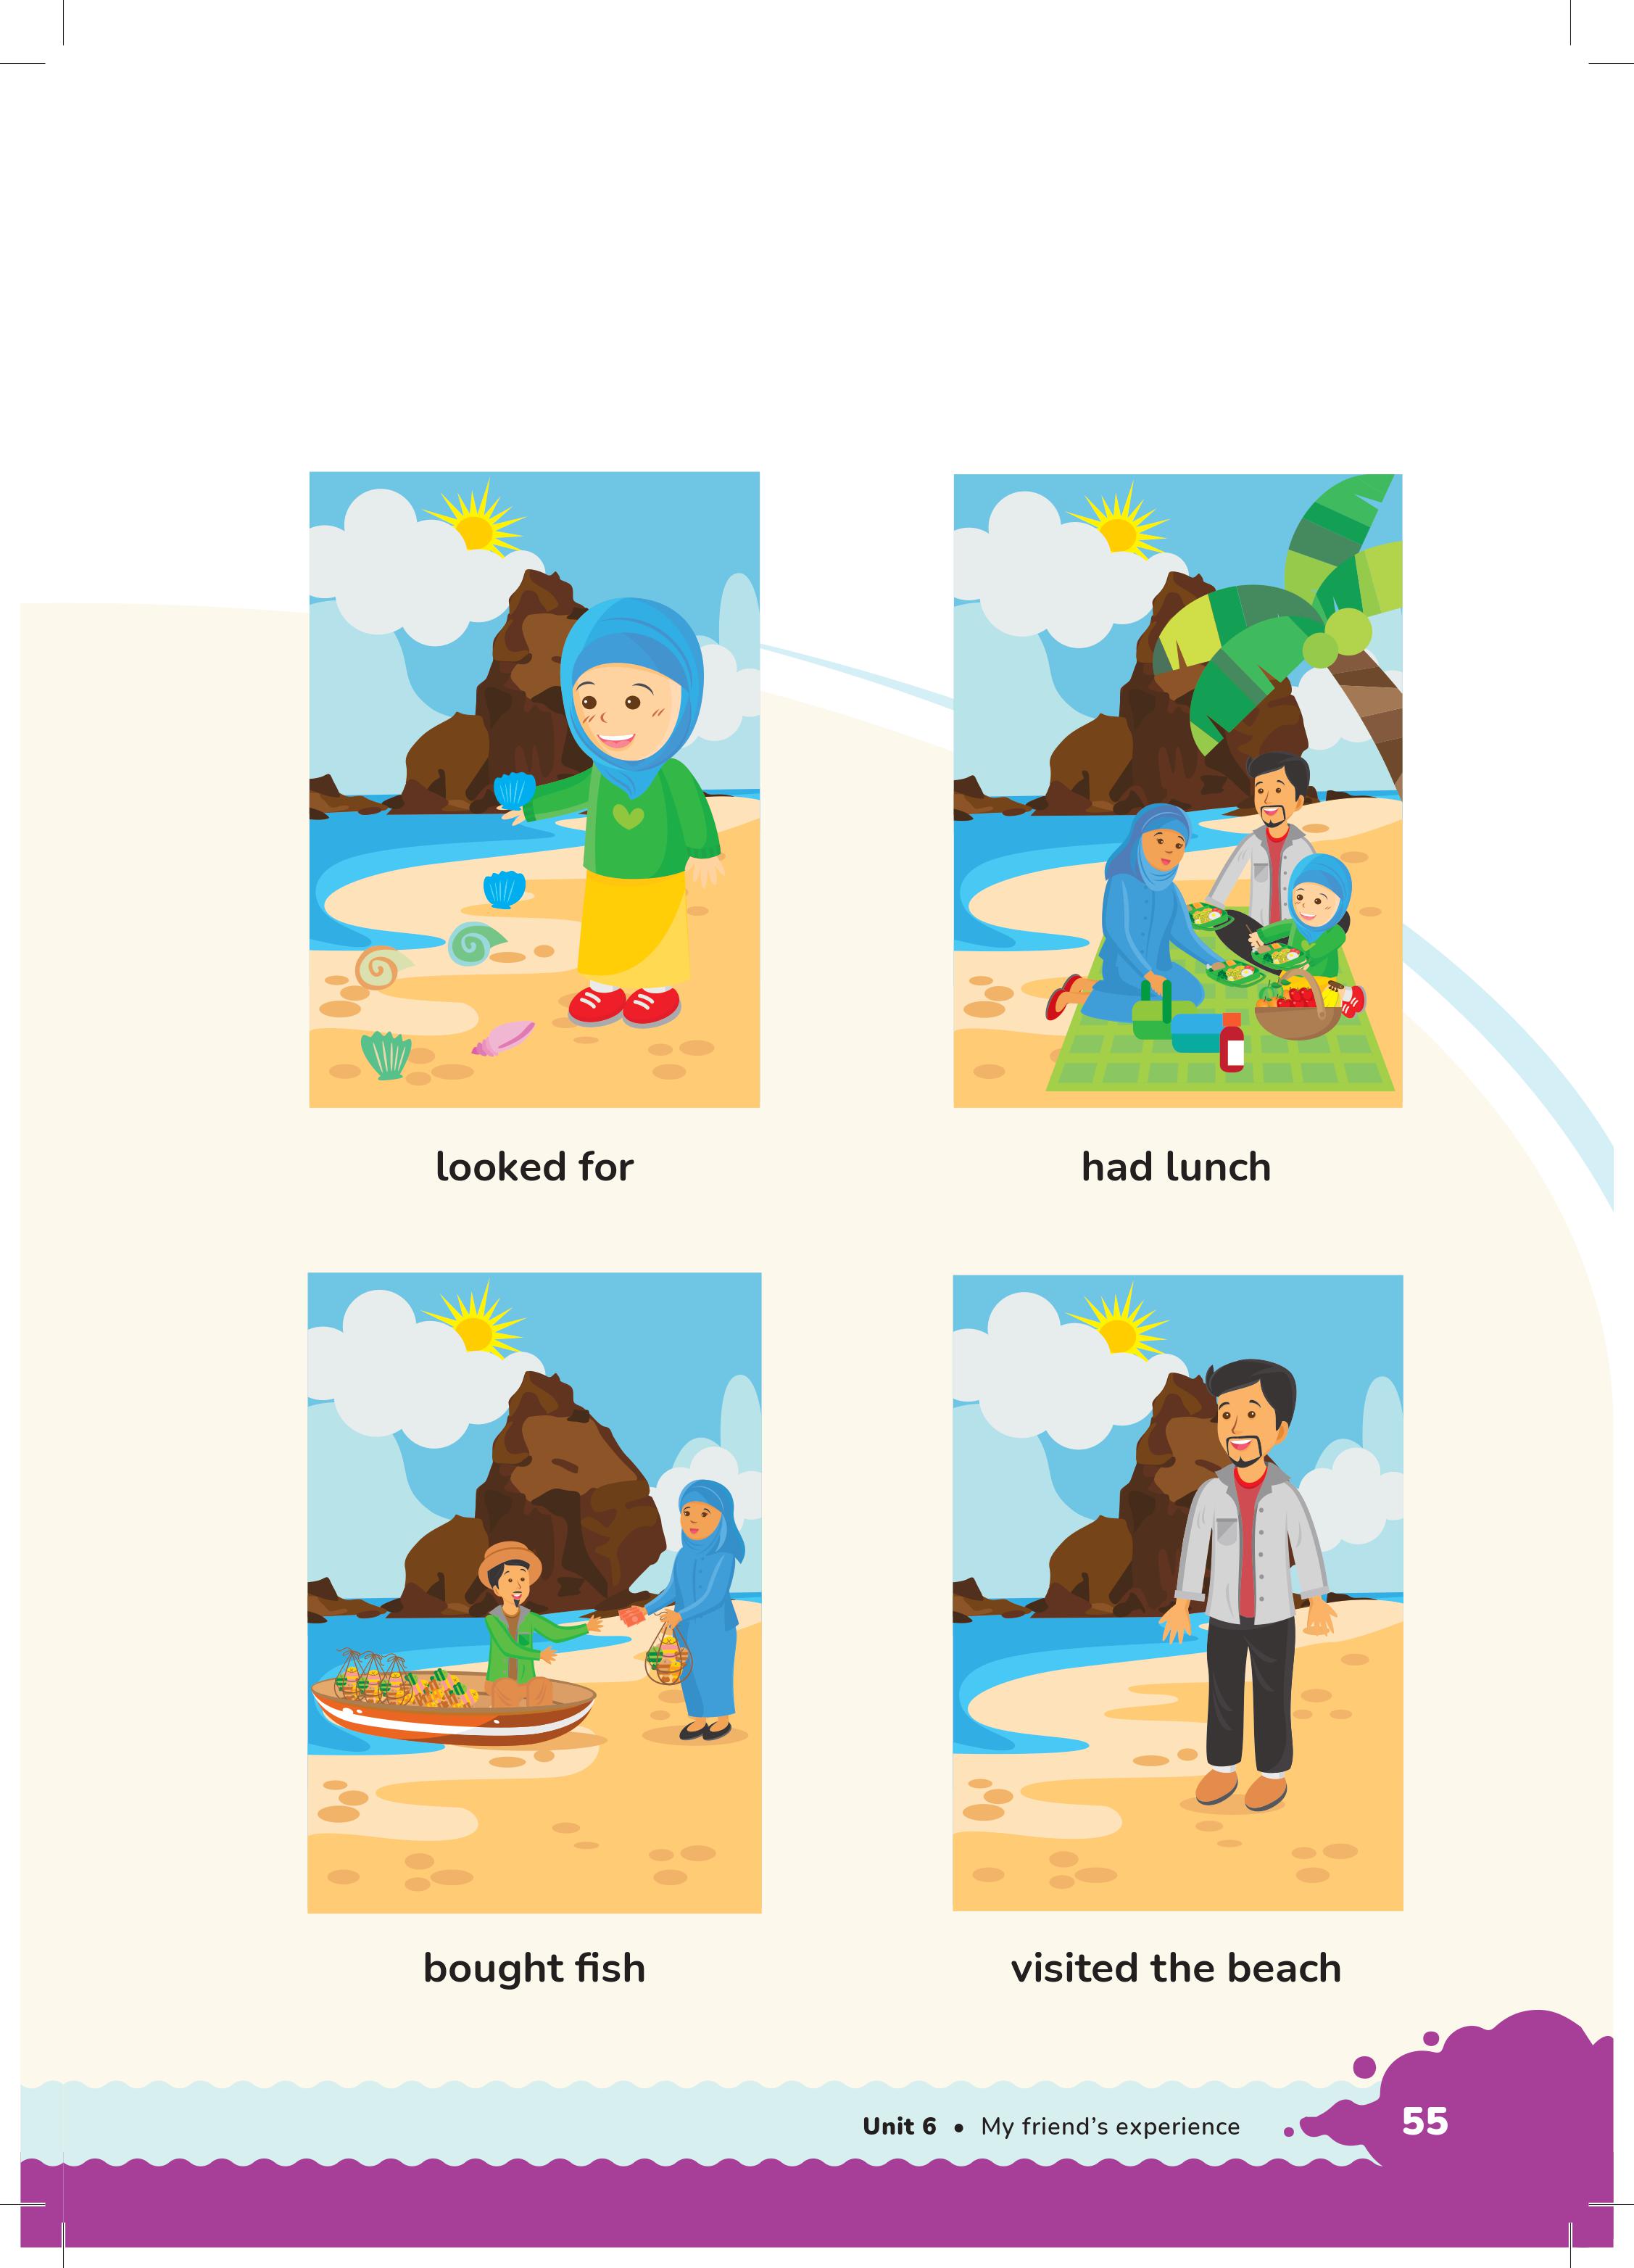 looked for
had lunch
bought fish
visited the beach
Unit 6 • My friend's experience
55